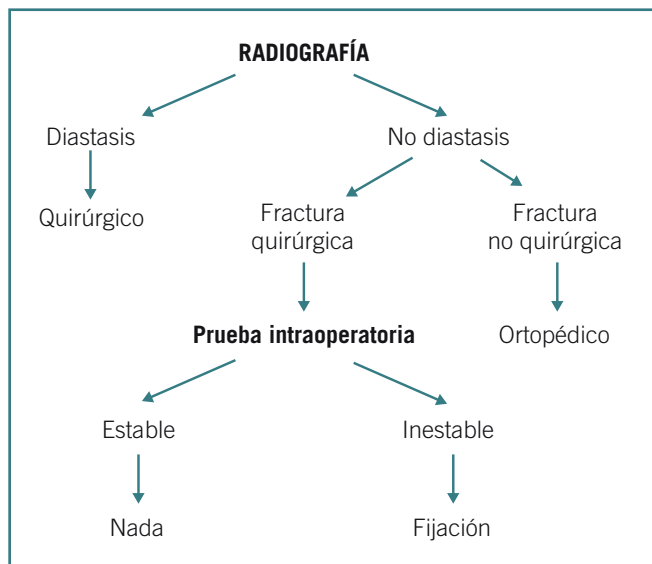 RADIOGRAFÍA
Diastasis
No diastasis
Quirúrgico
Fractura
quirúrgica
Fractura
no quirúrgica
Prueba intraoperatoria
Ortopédico
Estable
Inestable
Nada
Fijación